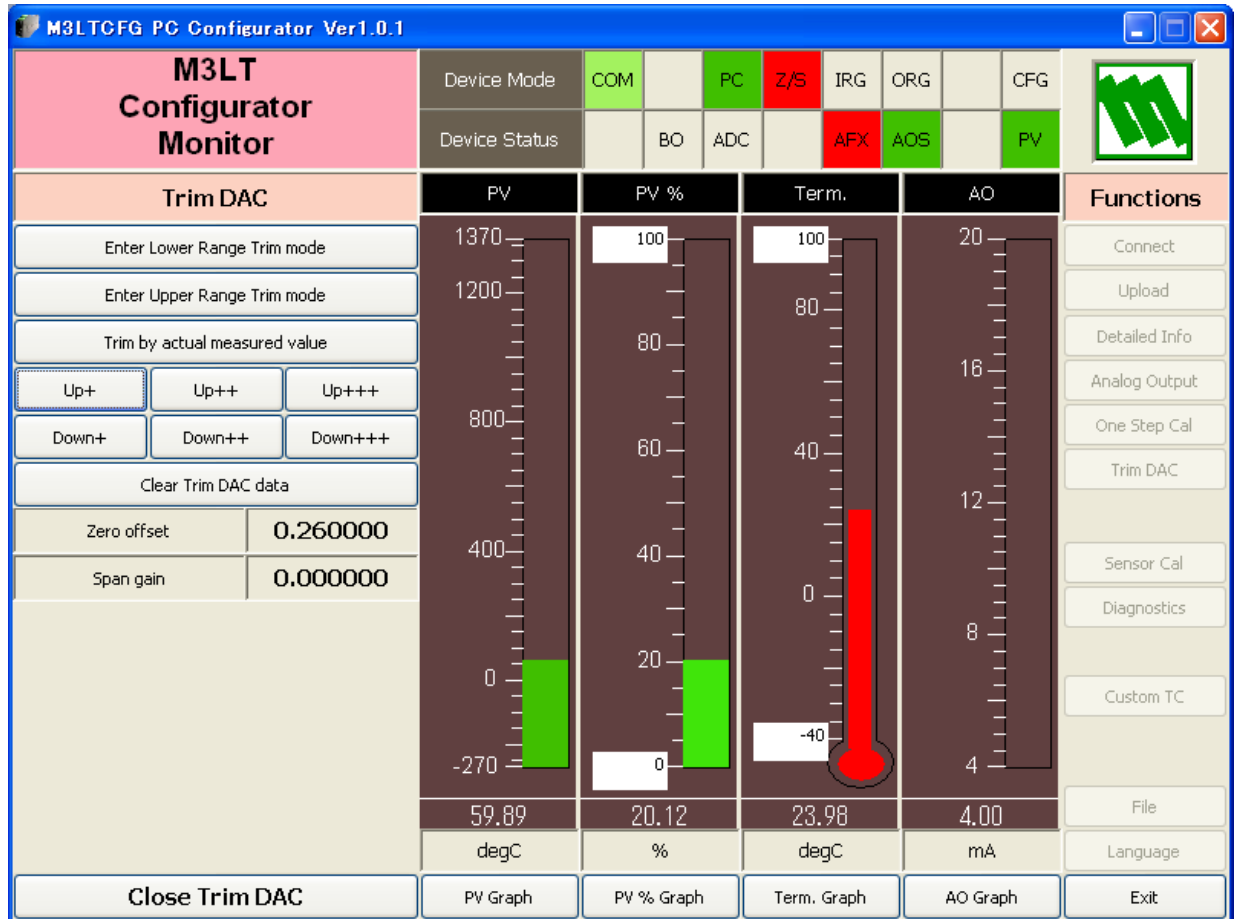 M3LTCFG PC Configurator Ver1.0.1
M3LT
Configurator
Monitor
Device Mode
COM
PC
Z/S
IRG
ORG
CFG
Device Status
BO
ADC
AFX
AOS
PV
Trim DAC
Enter Lower Range Trim mode
Enter Upper Range Trim mode
Trim by actual measured value
Up+
Up++
Up+++
Down+
Down++
Down+++
Clear Trim DAC data
Zero offset
0.260000
Span gain
0.000000
Close Trim DAC
PV
1370
1200
800
400
0
-270
59.89
degC
PV Graph
PV %
100
80
60
40
20
0
20.12
%
PV % Graph
Term.
100
80
40
0
-40
23.98
degC
Term. Graph
AO
20
16
12
8
4
4.00
mA
AO Graph
Functions
Connect
Upload
Detailed Info
Analog Output
One Step Cal
Trim DAC
Sensor Cal
Diagnostics
Custom TC
File
Language
Exit